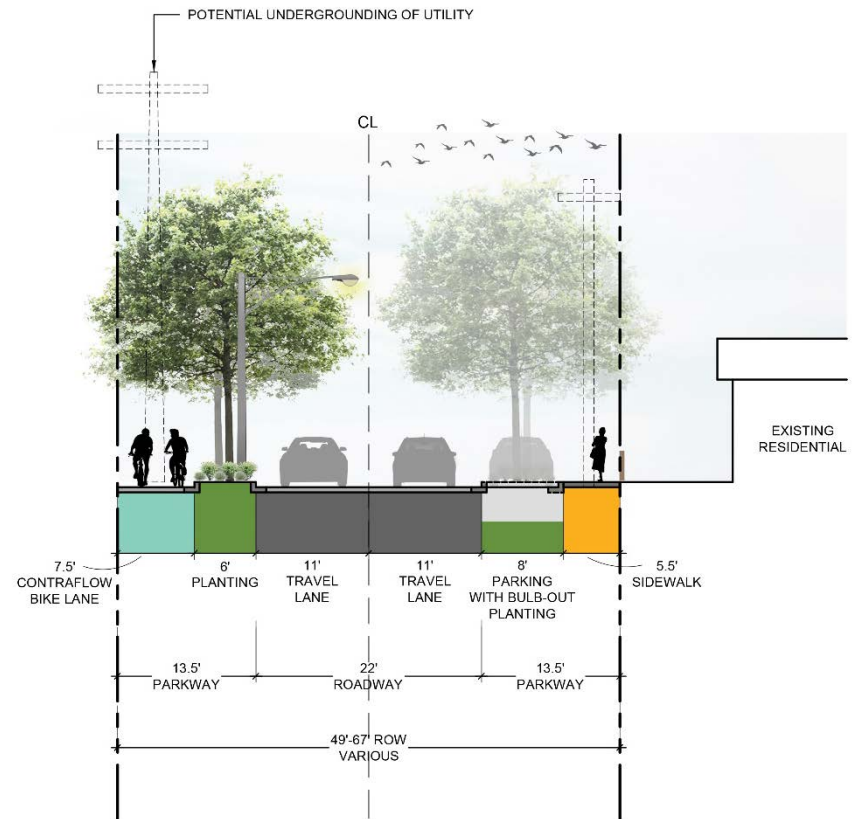 POTENTIAL UNDERGROUNDING OF UTILITY
CL
EXISTING
RESIDENTIAL
7.5'
CONTRAFLOW
BIKE LANE
6'
PLANTING
11'
TRAVEL
LANE
11'
TRAVEL
LANE
8'
PARKING
WITH BULB-OUT
PLANTING
5.5'
SIDEWALK
13.5'
PARKWAY
22'
ROADWAY
13.5'
PARKWAY
49'-67' ROW
VARIOUS